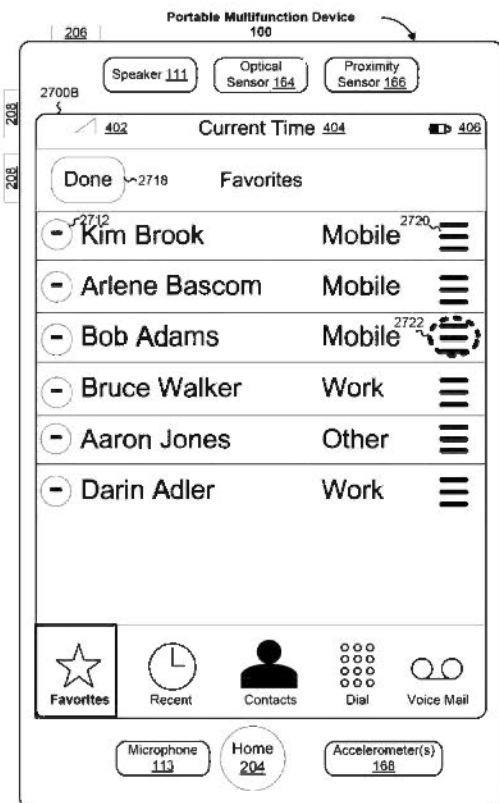 Portable Multifunction Device
100
206
Speaker 111
Optical
Sensor 164
Proximity
Sensor 166
2700B
208
208
402
Current Time 404
406
Done
2718
Favorites
2712
Kim Brook
Mobile
2720
Arlene Bascom
Mobile
Bob Adams
Mobile
2722
Bruce Walker
Work
Aaron Jones
Other
Darin Adler
Work
Favorites
Recent
Contacts
Dial
Voice Mail
Microphone
113
Home
204
Accelerometer(s)
168